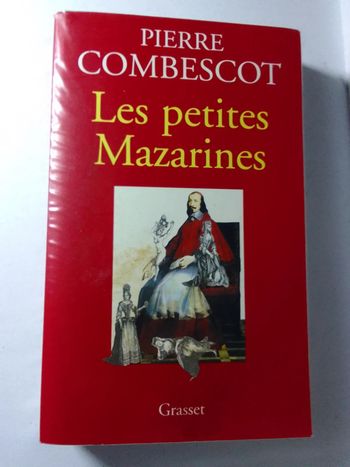 PIERRE
COMBESCOT
Les petites
Mazarines
Grasset